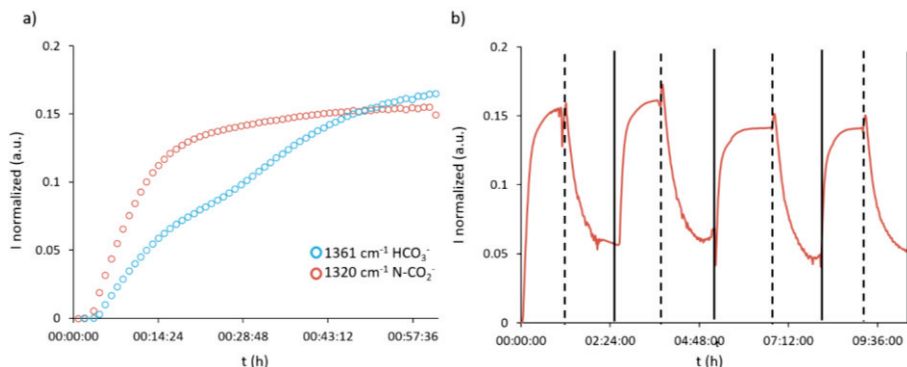 a)
0.2
0.15
0.1
0.05
0
I normalized (a.u.)
1361 cm⁻¹ HCO₃⁻
1320 cm⁻¹ N-CO₂⁻
00:00:00 00:14:24 00:28:48 00:43:12 00:57:36
t (h)
b)
0.2
0.15
0.1
0.05
0
I normalized (a.u.)
00:00:00 02:24:00 04:48:00 07:12:00 09:36:00
t (h)